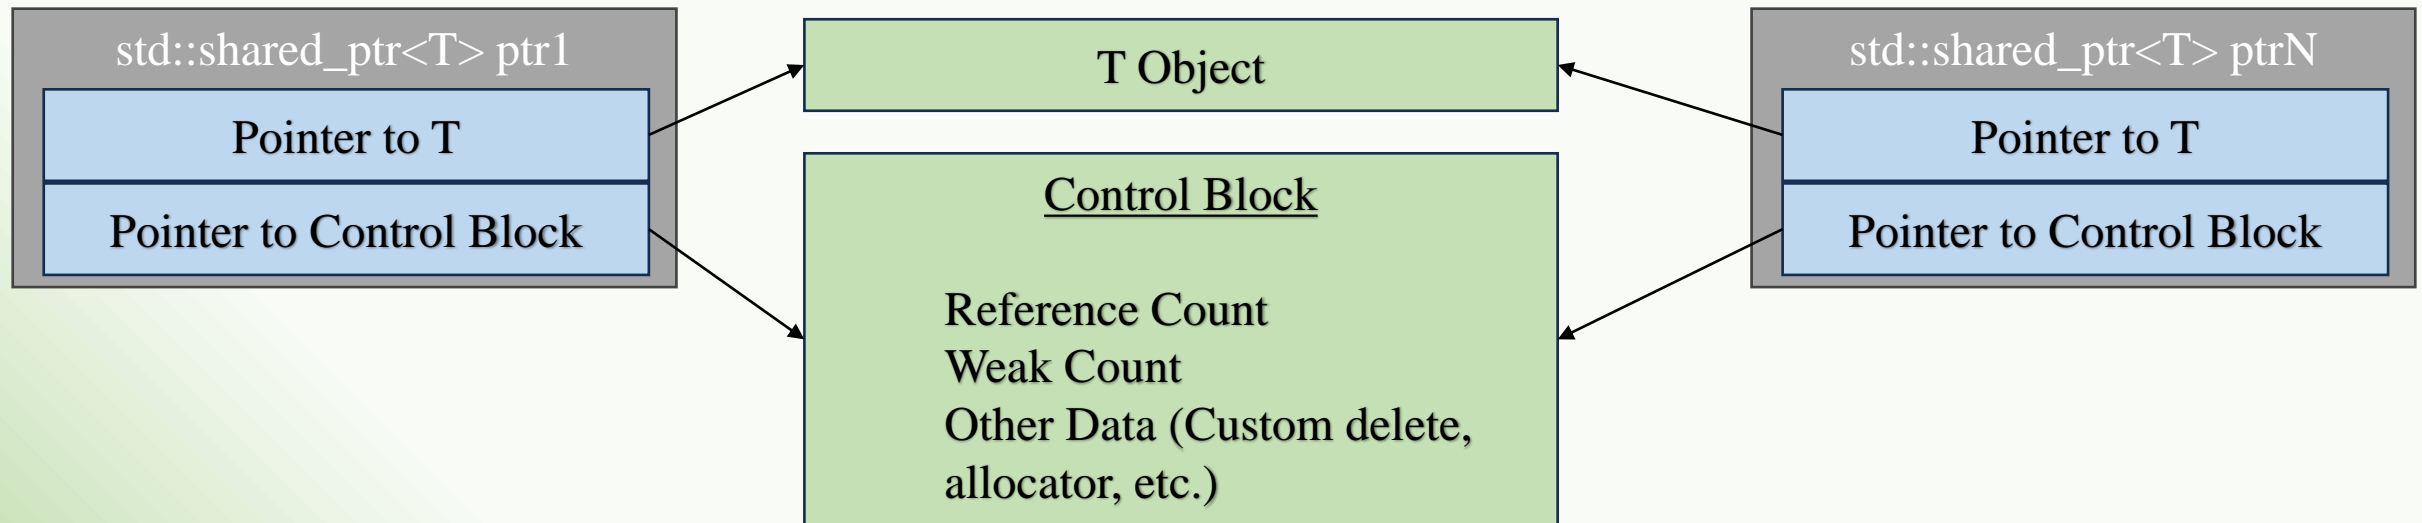 std::shared_ptr<T> ptr1
Pointer to T
Pointer to Control Block
T Object
Control Block
Reference Count
Weak Count
Other Data (Custom delete,
allocator, etc.)
std::shared_ptr<T> ptrN
Pointer to T
Pointer to Control Block